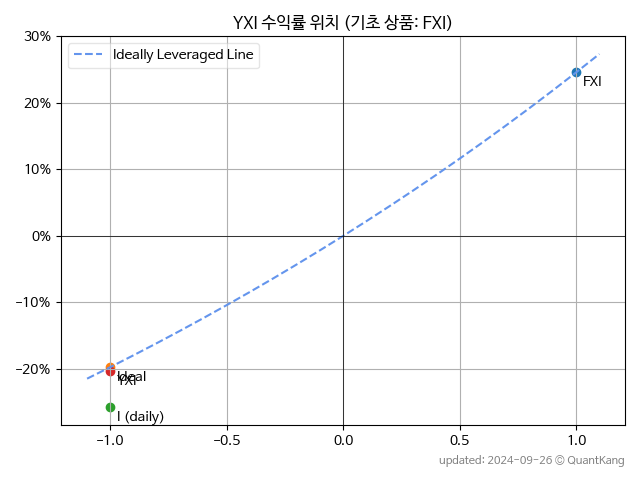 YXI 수익률 위치 (기초 상품: FXI)
30%
Ideally Leveraged Line
FXI
20%
10%
0%
-10%
-20%
Ideal
YXI
I (daily)
-1.0 -0.5 0.0 0.5 1.0
updated: 2024-09-26 © QuantKang